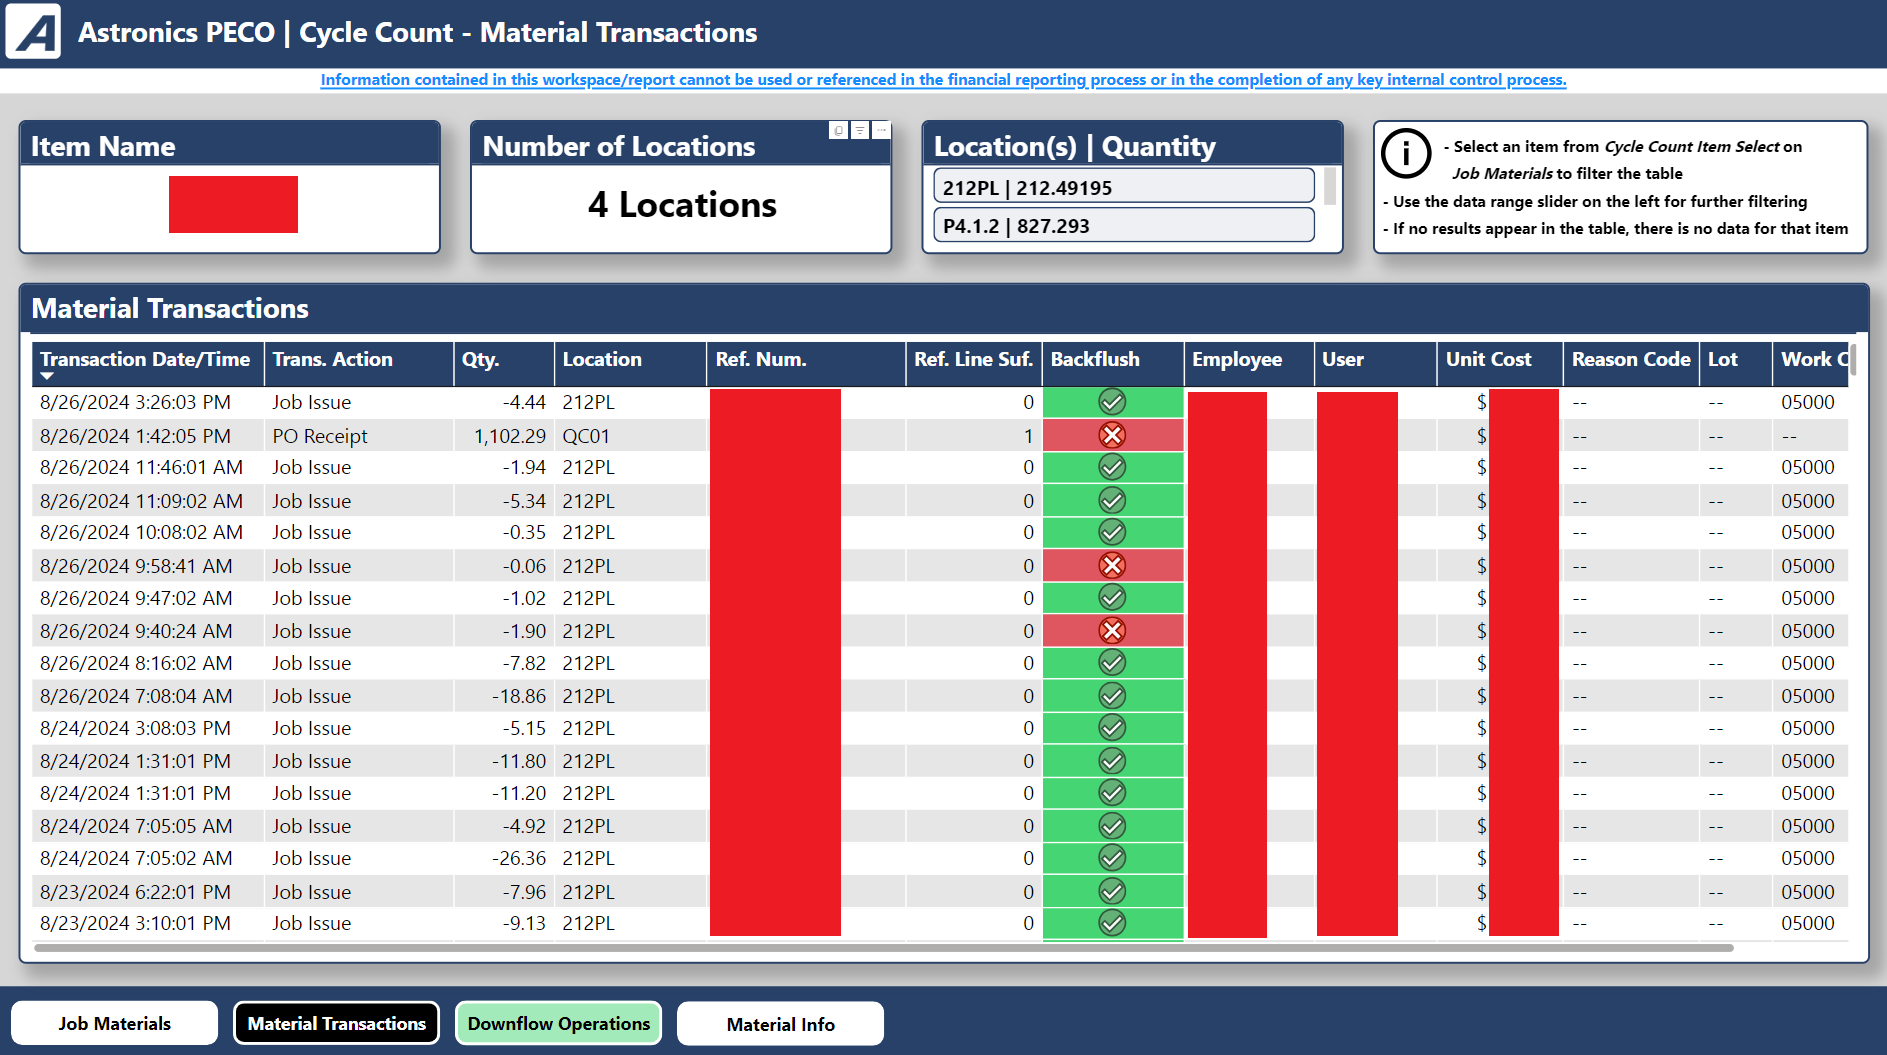 Astronics PECO | Cycle Count - Material Transactions
Information contained in this workspace/report cannot be used or referenced in the financial reporting process or in the completion of any key internal control process.
Item Name
Number of Locations
4 Locations
Location(s) | Quantity
212PL | 212.49195
P4.1.2 | 827.293
- Select an item from Cycle Count Item Select on
Job Materials to filter the table
- Use the data range slider on the left for further filtering
- If no results appear in the table, there is no data for that item
Material Transactions
Transaction Date/Time Trans. Action Qty. Location Ref. Num. Ref. Line Suf. Backflush Employee User Unit Cost Reason Code Lot Work C
8/26/2024 3:26:03 PM Job Issue -4.44 212PL 0 $ -- -- 05000
8/26/2024 1:42:05 PM PO Receipt 1,102.29 QC01 1 $ -- -- --
8/26/2024 11:46:01 AM Job Issue -1.94 212PL 0 $ -- -- 05000
8/26/2024 11:09:02 AM Job Issue -5.34 212PL 0 $ -- -- 05000
8/26/2024 10:08:02 AM Job Issue -0.35 212PL 0 $ -- -- 05000
8/26/2024 9:58:41 AM Job Issue -0.06 212PL 0 $ -- -- 05000
8/26/2024 9:47:02 AM Job Issue -1.02 212PL 0 $ -- -- 05000
8/26/2024 9:40:24 AM Job Issue -1.90 212PL 0 $ -- -- 05000
8/26/2024 8:16:02 AM Job Issue -7.82 212PL 0 $ -- -- 05000
8/26/2024 7:08:04 AM Job Issue -18.86 212PL 0 $ -- -- 05000
8/24/2024 3:08:03 PM Job Issue -5.15 212PL 0 $ -- -- 05000
8/24/2024 1:31:01 PM Job Issue -11.80 212PL 0 $ -- -- 05000
8/24/2024 1:31:01 PM Job Issue -11.20 212PL 0 $ -- -- 05000
8/24/2024 7:05:05 AM Job Issue -4.92 212PL 0 $ -- -- 05000
8/24/2024 7:05:02 AM Job Issue -26.36 212PL 0 $ -- -- 05000
8/23/2024 6:22:01 PM Job Issue -7.96 212PL 0 $ -- -- 05000
8/23/2024 3:10:01 PM Job Issue -9.13 212PL 0 $ -- -- 05000
Job Materials
Material Transactions
Downflow Operations
Material Info